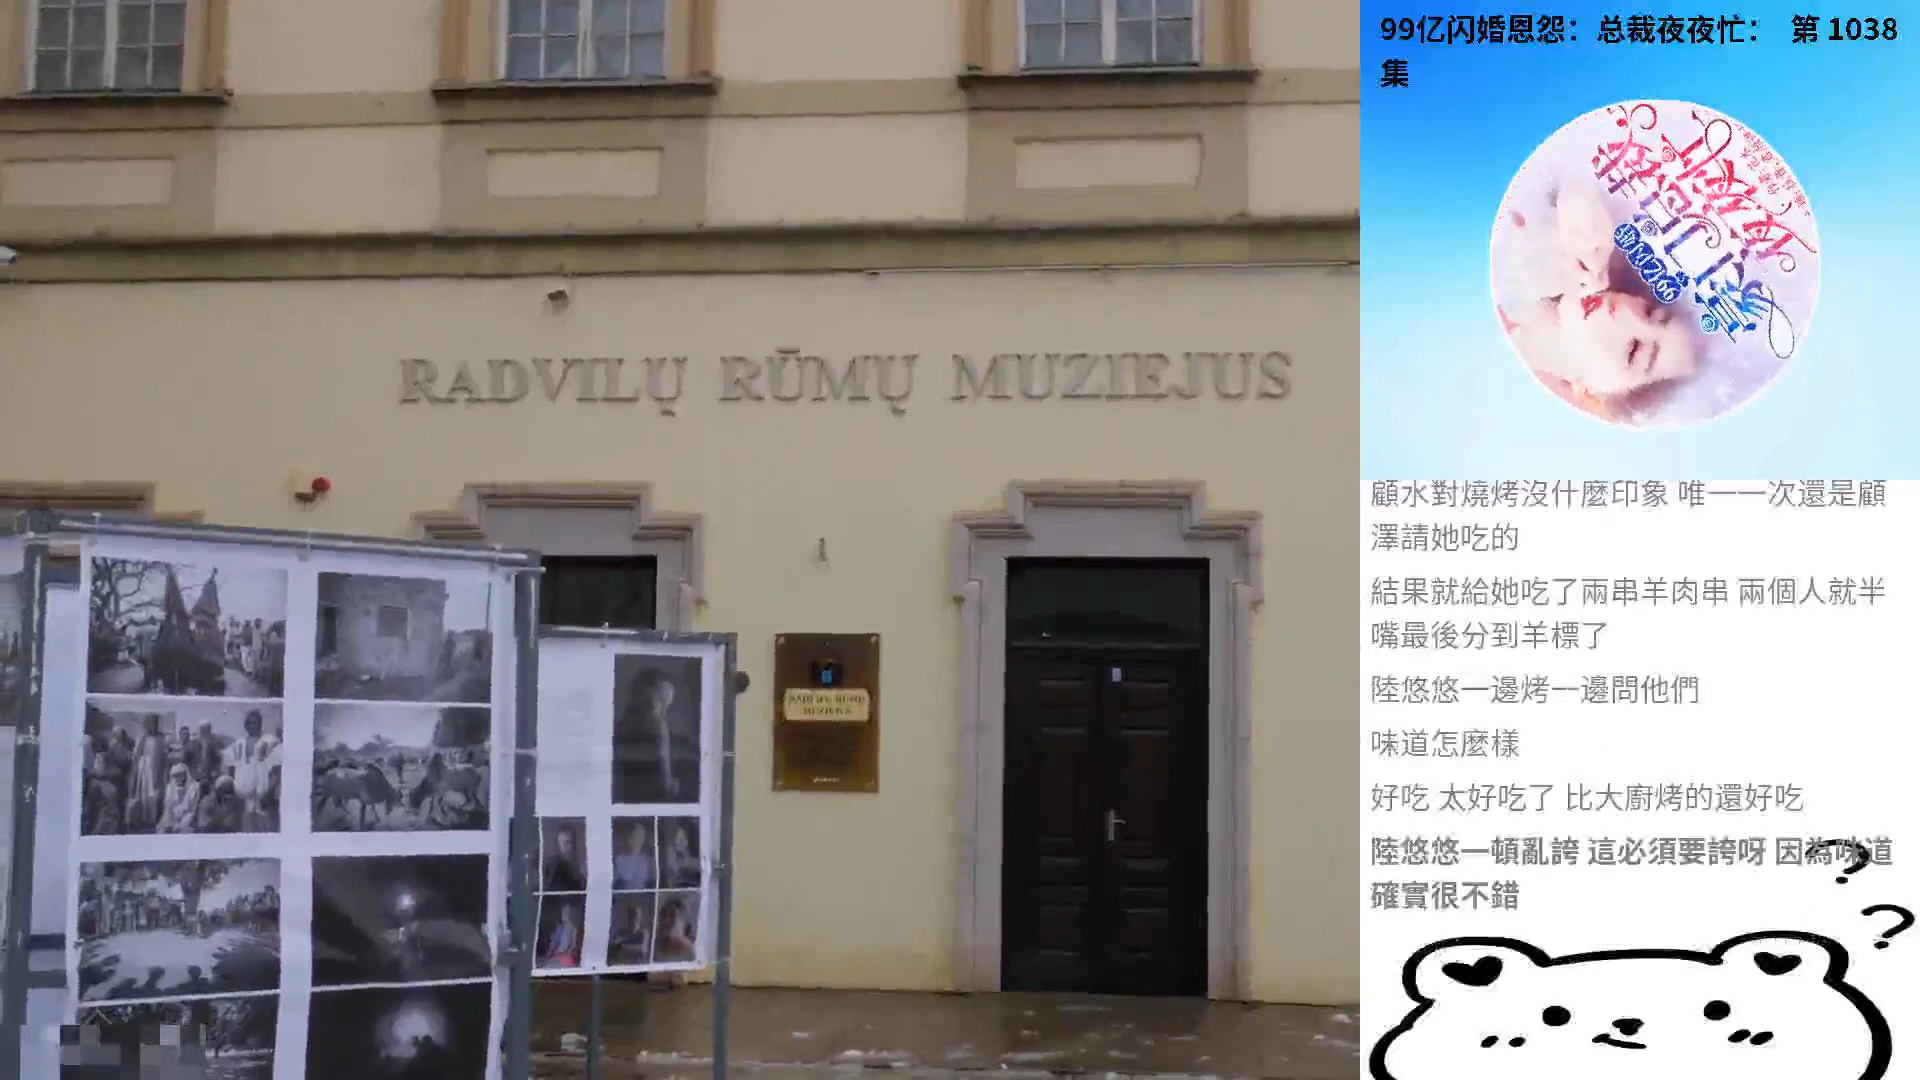 99亿闪婚恩怨：总裁夜夜忙： 第 1038
集
RADVILŲ RŪMŲ MUZIEJUS
顧水對燒烤沒什麼印象 唯一一次還是顧
澤請她吃的
結果就給她吃了兩串羊肉串 兩個人就半
嘴最後分到羊標了
陸悠悠一邊烤一邊問他們
味道怎麼樣
好吃 太好吃了 比大廚烤的還好吃
陸悠悠一頓亂誇 這必須要誇呀 因為味道
確實很不錯